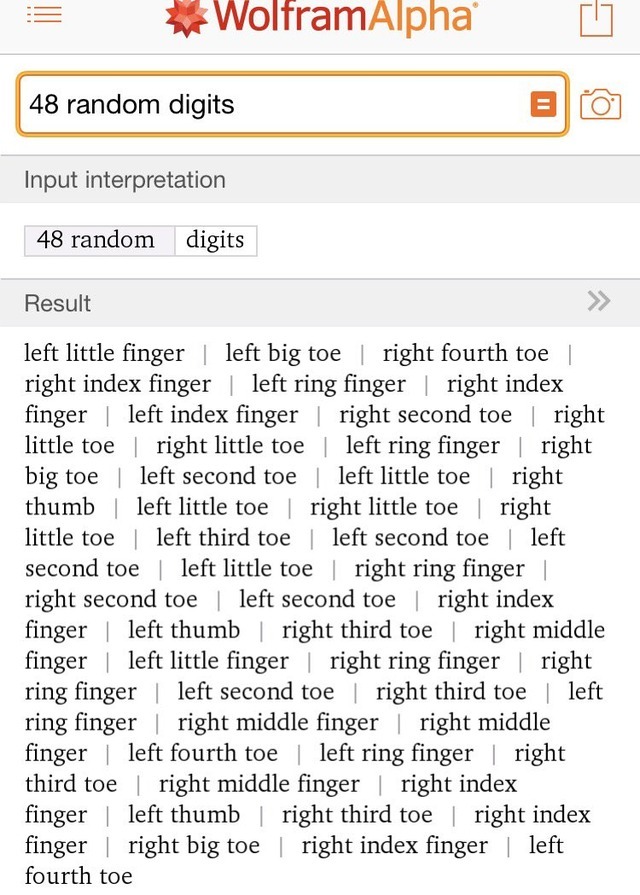 WolframAlpha
48 random digits
Input interpretation
48 random | digits
Result
left little finger | left big toe | right fourth toe |
right index finger | left ring finger | right index
finger | left index finger | right second toe | right
little toe | right little toe | left ring finger | right
big toe | left second toe | left little toe | right
thumb | left little toe | right little toe | right
little toe | left third toe | left second toe | left
second toe | left little toe | right ring finger |
right second toe | left second toe | right index
finger | left thumb | right third toe | right middle
finger | left little finger | right ring finger | right
ring finger | left second toe | right third toe | left
ring finger | right middle finger | right middle
finger | left fourth toe | left ring finger | right
third toe | right middle finger | right index
finger | left thumb | right third toe | right index
finger | right big toe | right index finger | left
fourth toe